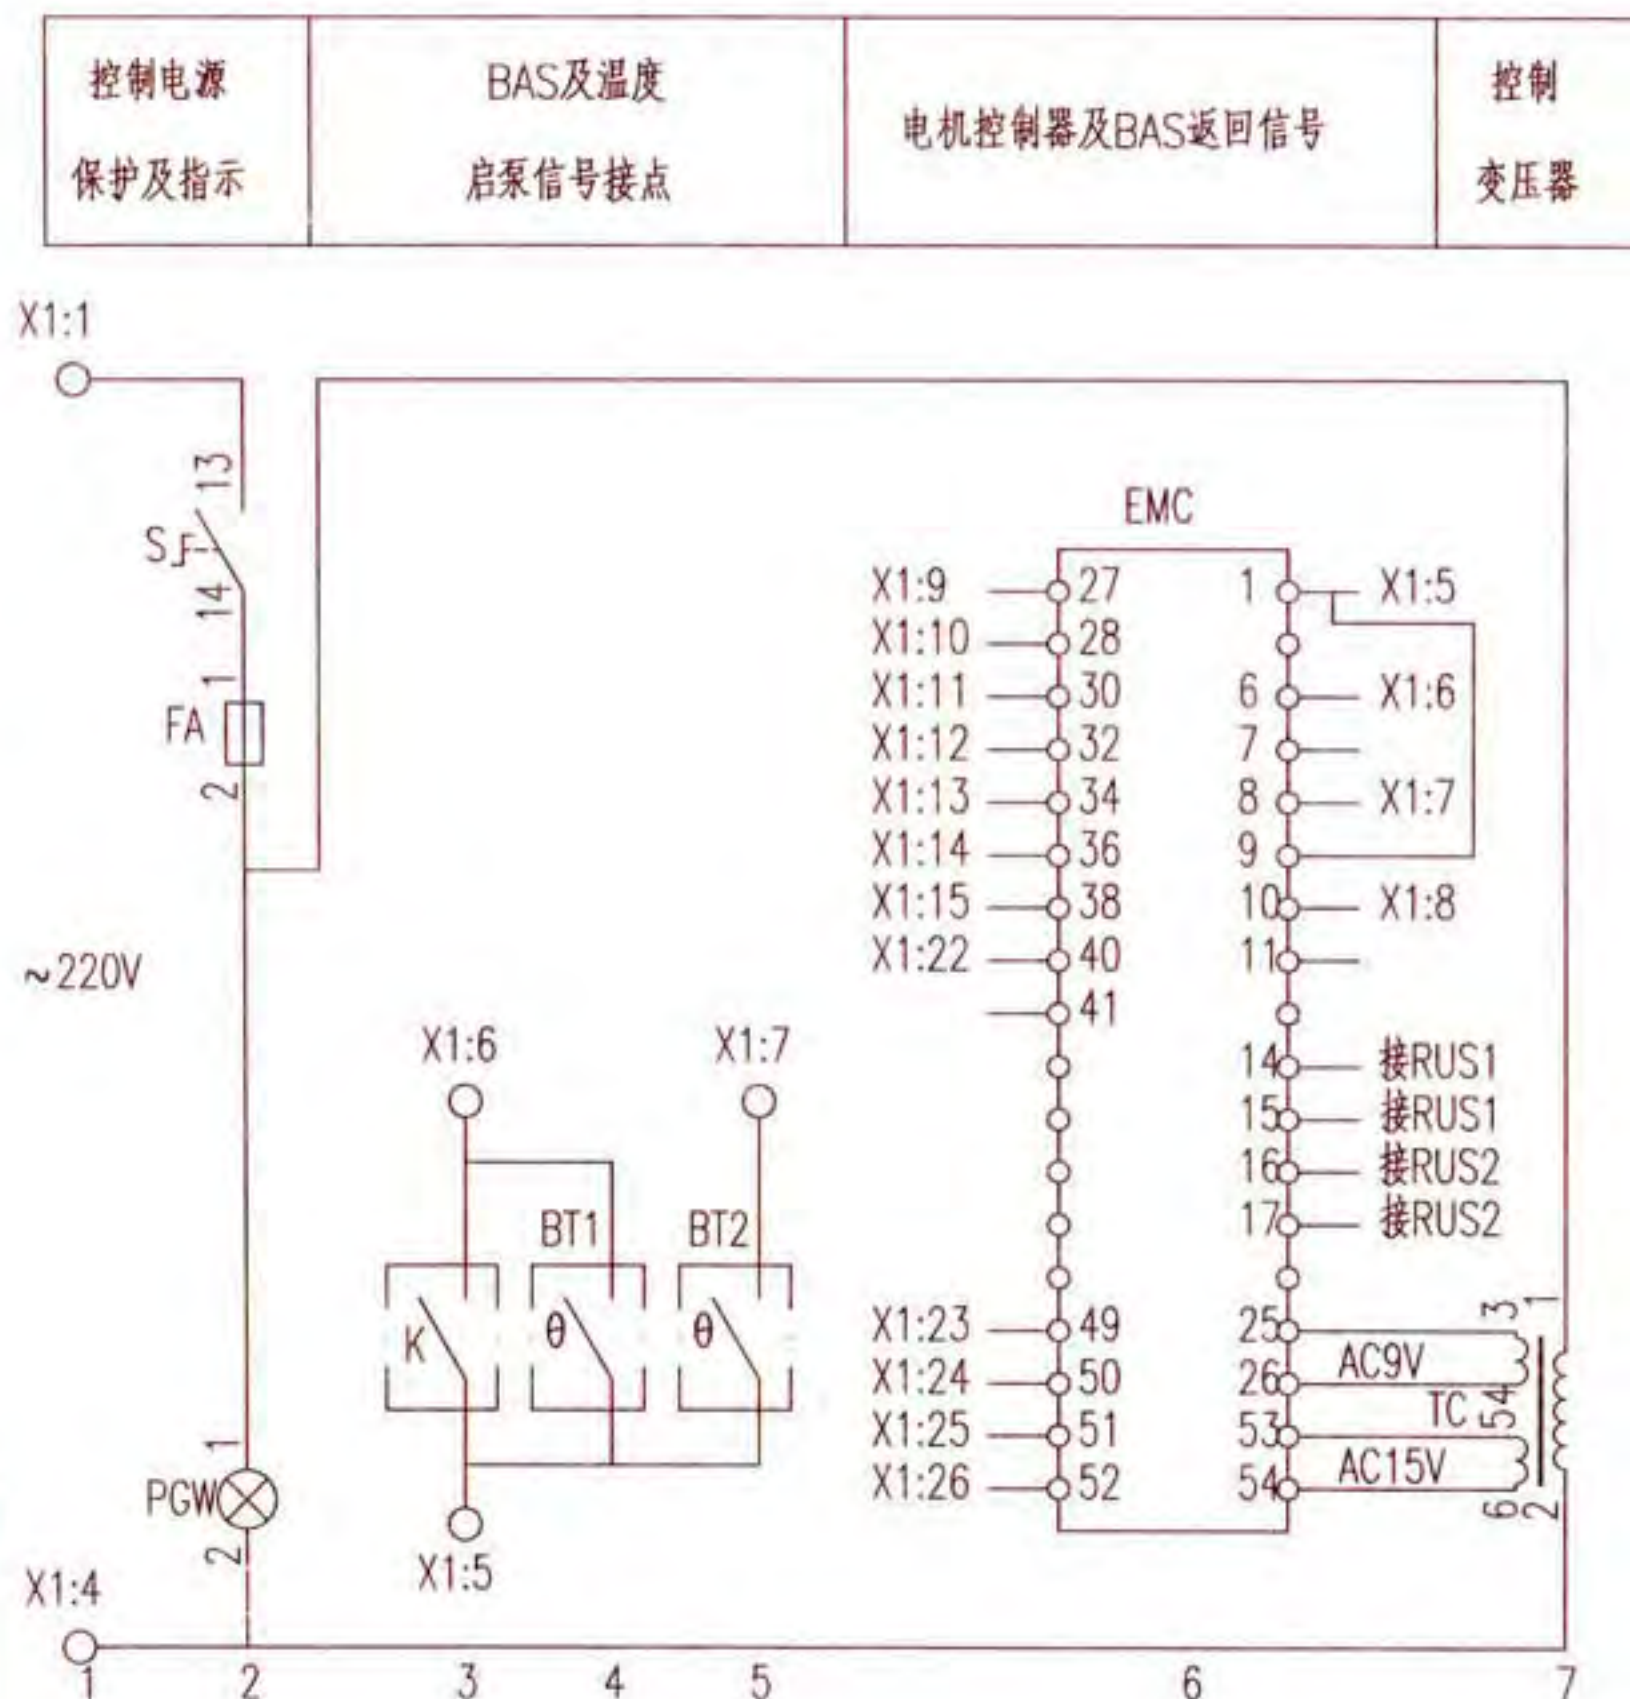 控制电源
保护及指示
BAS及温度
启泵信号接点
电机控制器及BAS返回信号
控制
变压器
X1:1
13
S
14
1
FA
2
~220V
1
PGW
2
X1:4
X1:6
X1:7
BT1
BT2
K
θ
θ
X1:5
EMC
X1:9 27 1 X1:5
X1:10 28
X1:11 30 6 X1:6
X1:12 32 7
X1:13 34 8 X1:7
X1:14 36 9
X1:15 38 10 X1:8
X1:22 40 11
41
14 接RUS1
15 接RUS1
16 接RUS2
17 接RUS2
X1:23 49 25
X1:24 50 26
X1:25 51 53
X1:26 52 54
AC9V
TC
AC15V
3 1
54
6 2
1 2 3 4 5 6 7